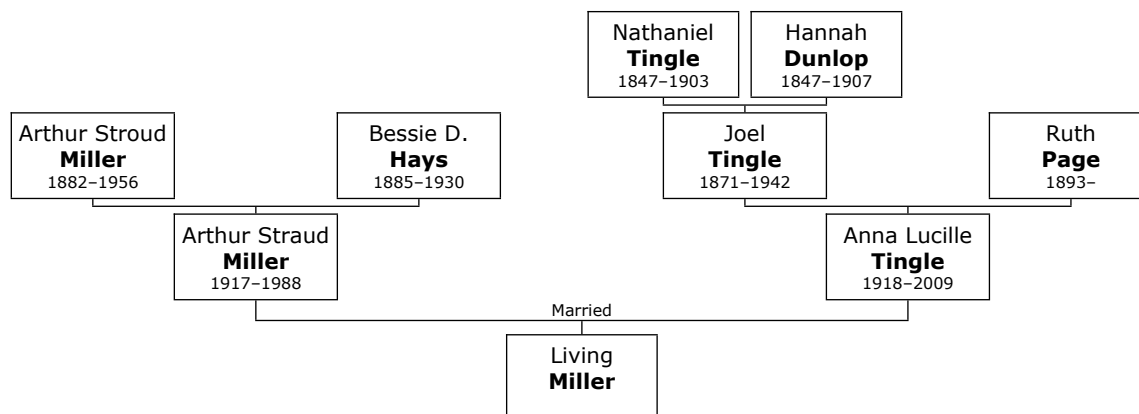 Nathaniel
Tingle
1847–1903
Hannah
Dunlop
1847–1907
Arthur Stroud
Miller
1882–1956
Bessie D.
Hays
1885–1930
Joel
Tingle
1871–1942
Ruth
Page
1893–
Arthur Straud
Miller
1917–1988
Anna Lucille
Tingle
1918–2009
Married
Living
Miller